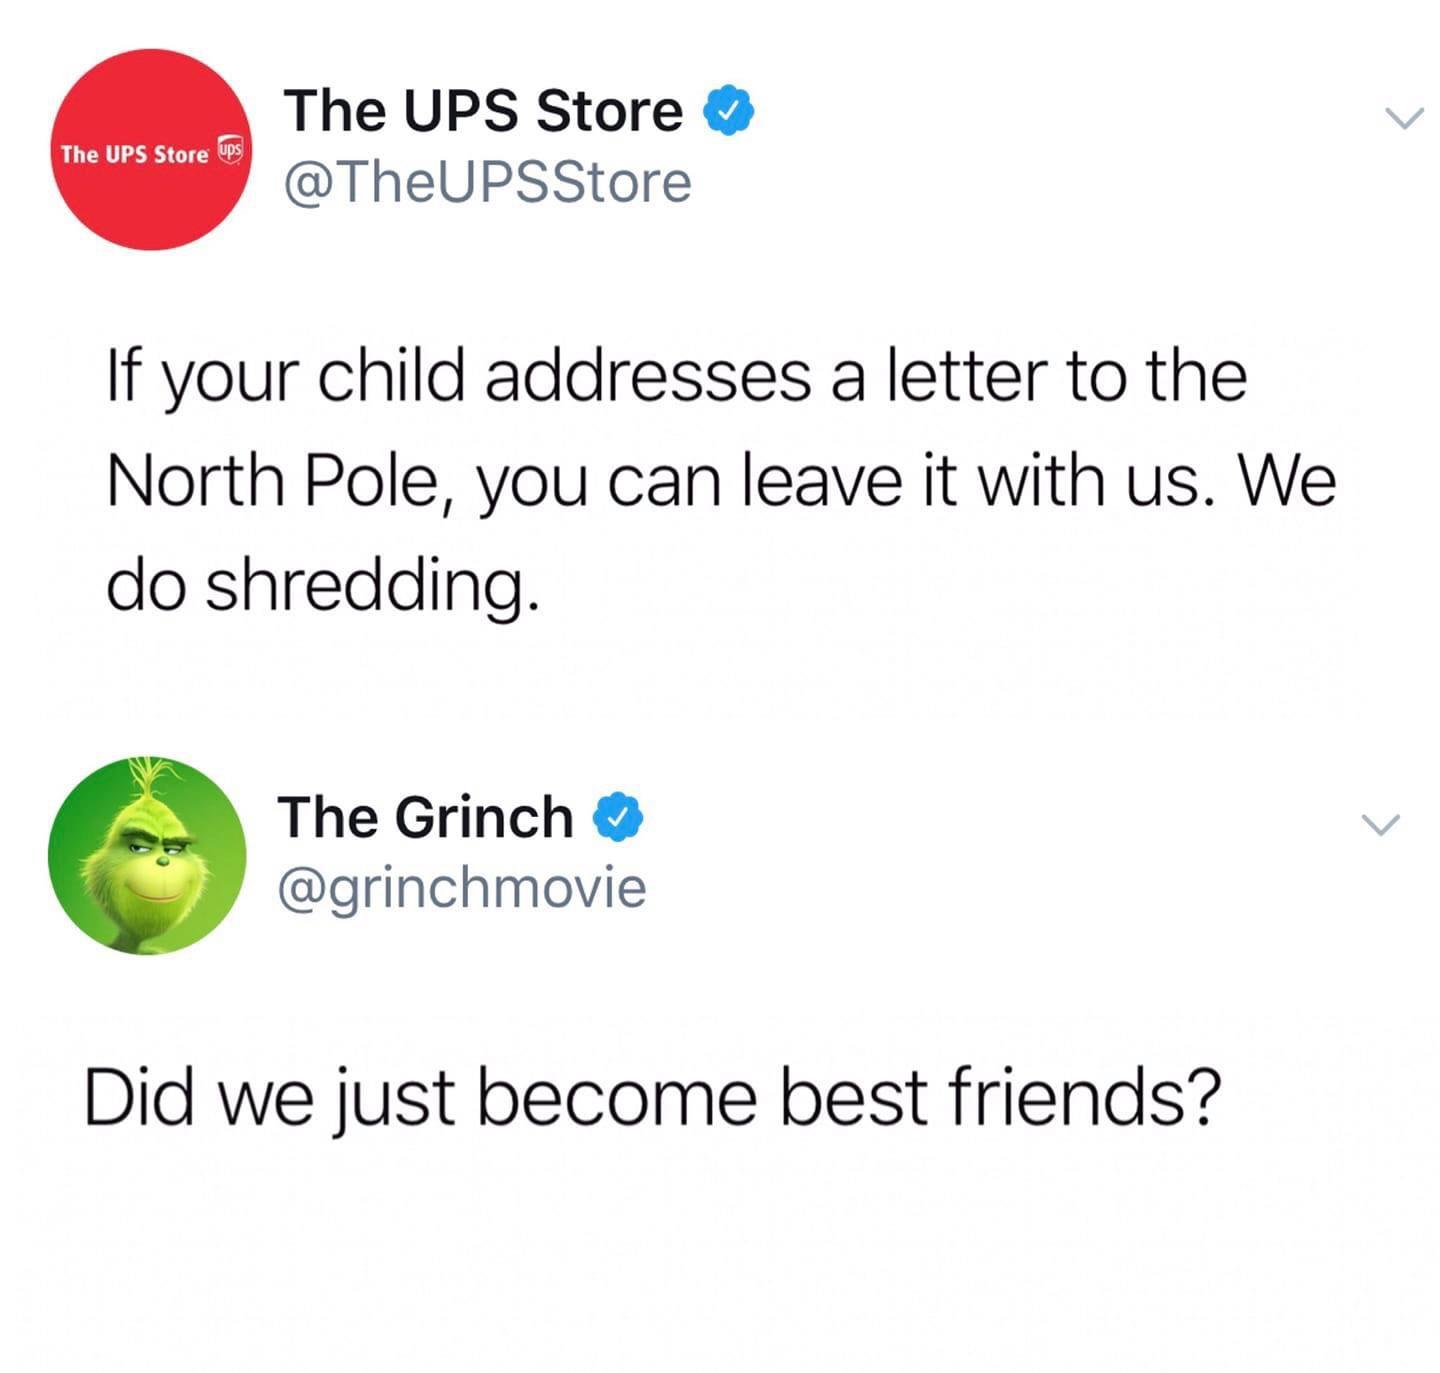 The UPS Store
@TheUPSStore
The UPS Store ups
If your child addresses a letter to the
North Pole, you can leave it with us. We
do shredding.
The Grinch
@grinchmovie
Did we just become best friends?